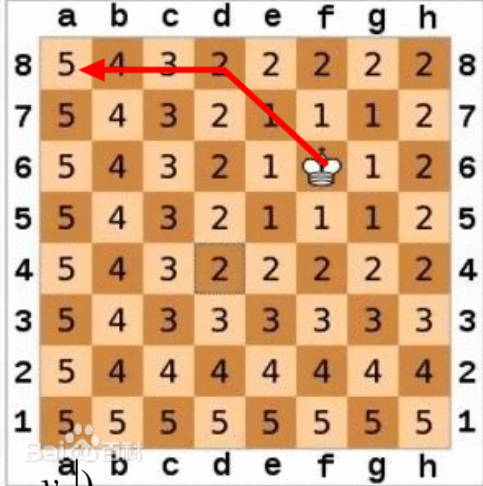 a b c d e f g h
8 5 4 3 2 2 2 2 2 8
7 5 4 3 2 1 1 1 2 7
6 5 4 3 2 1 1 2 6
5 5 4 3 2 1 1 1 2 5
4 5 4 3 2 2 2 2 2 4
3 5 4 3 3 3 3 3 3 3
2 5 4 4 4 4 4 4 4 2
1 5 5 5 5 5 5 5 5 1
Bai 百科
a b c d e f g h